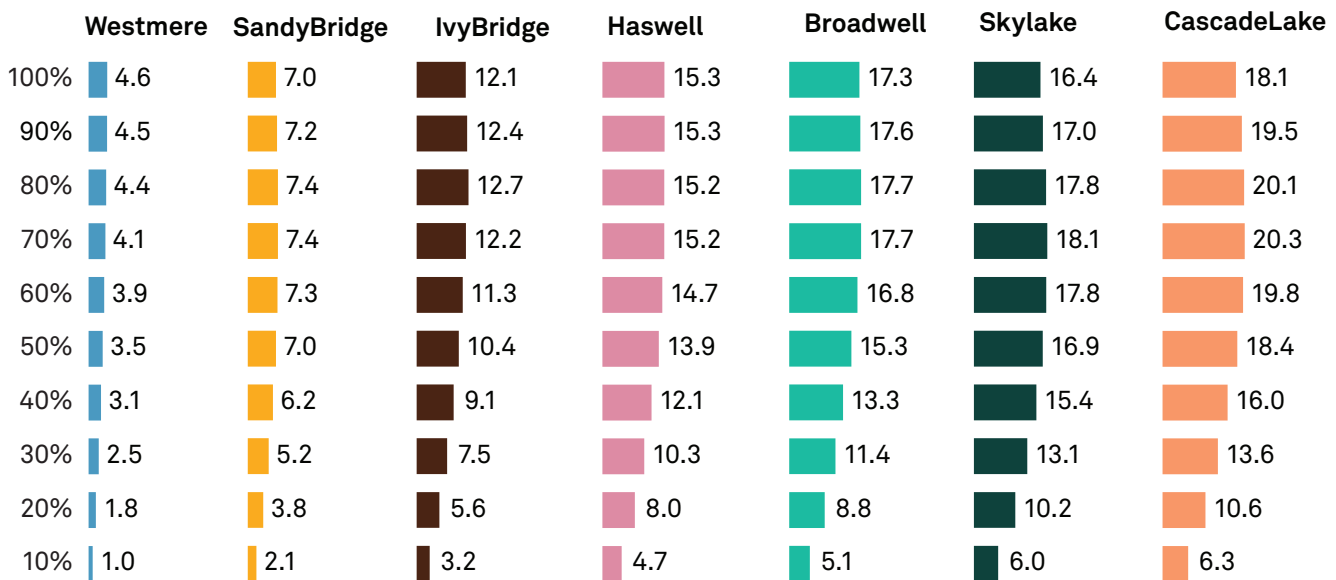 Westmere SandyBridge IvyBridge Haswell Broadwell Skylake CascadeLake
100% 4.6 7.0 12.1 15.3 17.3 16.4 18.1
90% 4.5 7.2 12.4 15.3 17.6 17.0 19.5
80% 4.4 7.4 12.7 15.2 17.7 17.8 20.1
70% 4.1 7.4 12.2 15.2 17.7 18.1 20.3
60% 3.9 7.3 11.3 14.7 16.8 17.8 19.8
50% 3.5 7.0 10.4 13.9 15.3 16.9 18.4
40% 3.1 6.2 9.1 12.1 13.3 15.4 16.0
30% 2.5 5.2 7.5 10.3 11.4 13.1 13.6
20% 1.8 3.8 5.6 8.0 8.8 10.2 10.6
10% 1.0 2.1 3.2 4.7 5.1 6.0 6.3